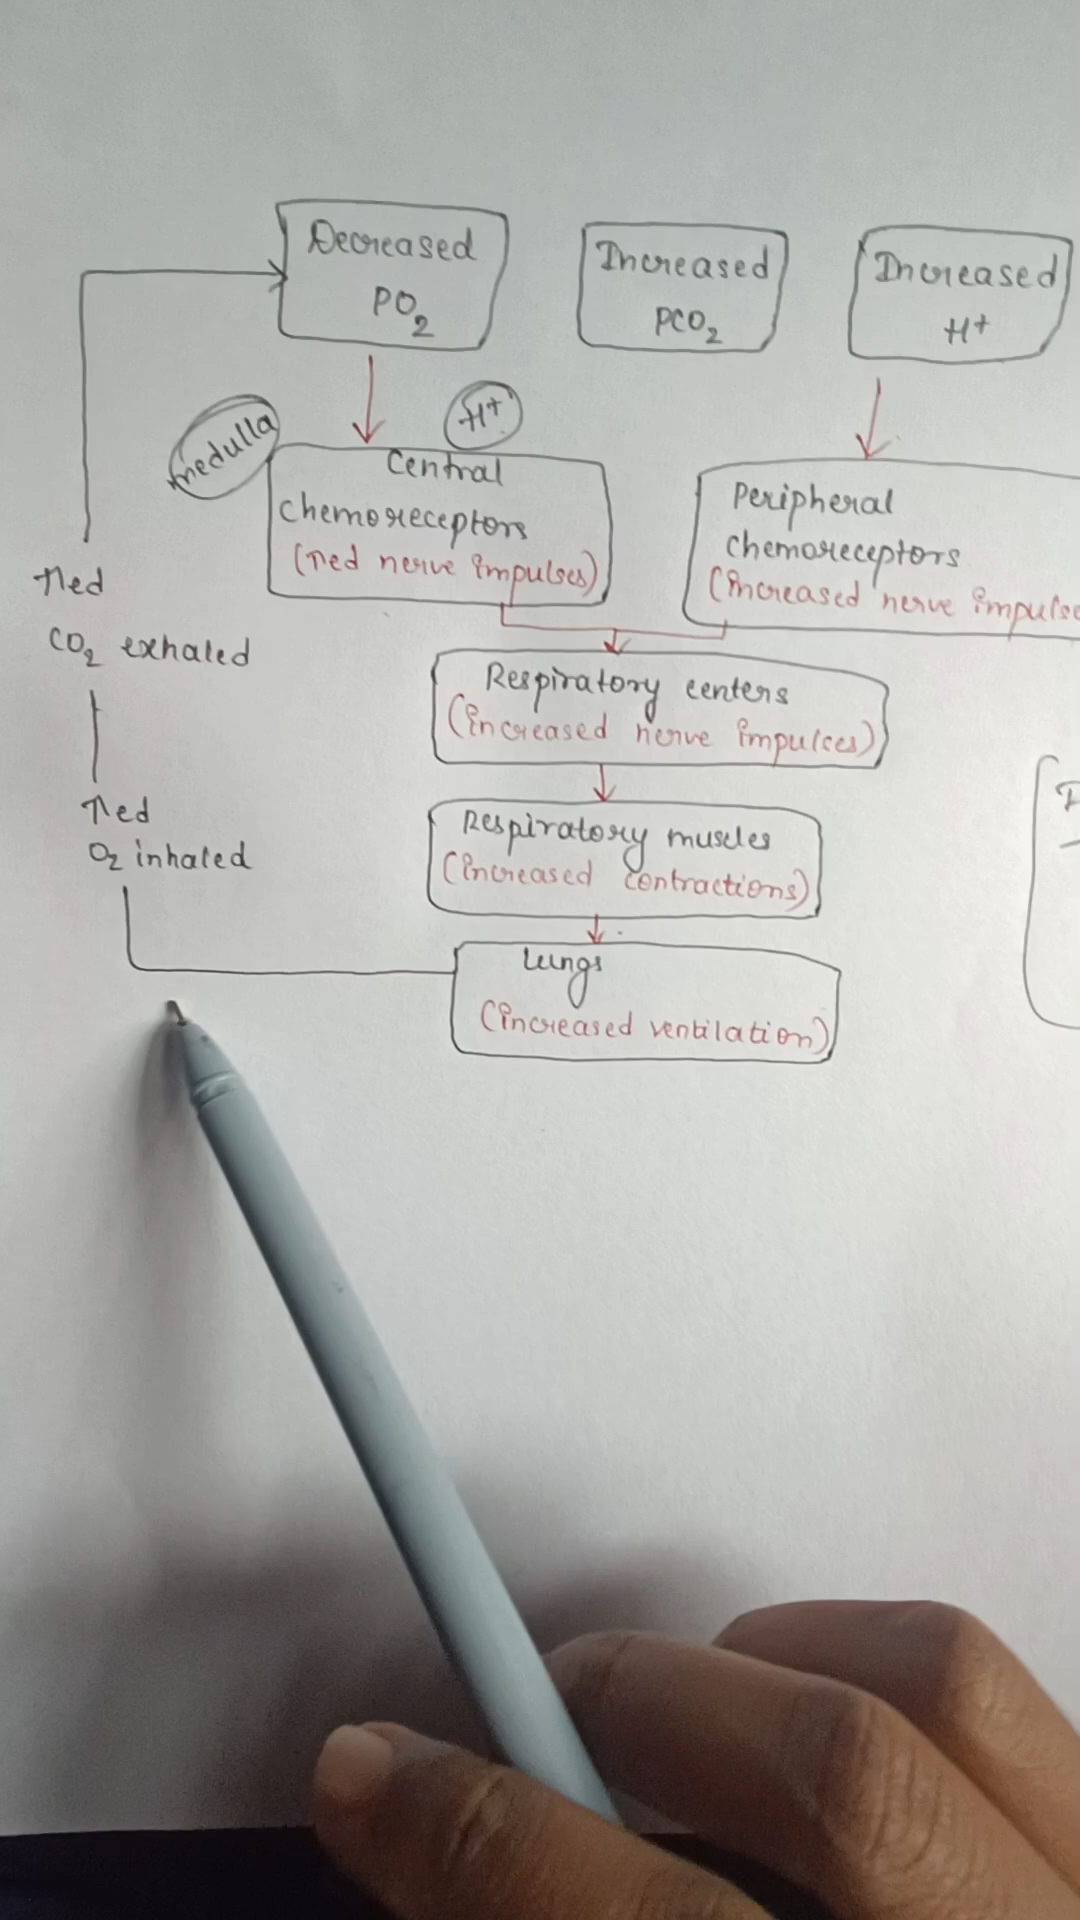 Decreased
PO2
Increased
PCO2
Increased
H+
medulla
H+
Central
chemoreceptors
(↑ed nerve impulses)
Peripheral
chemoreceptors
(increased nerve impulse
↑ed
CO2 exhaled
↑ed
O2 inhaled
Respiratory centers
(increased nerve impulses)
Respiratory muscles
(increased contractions)
Lungs
(increased ventilation)